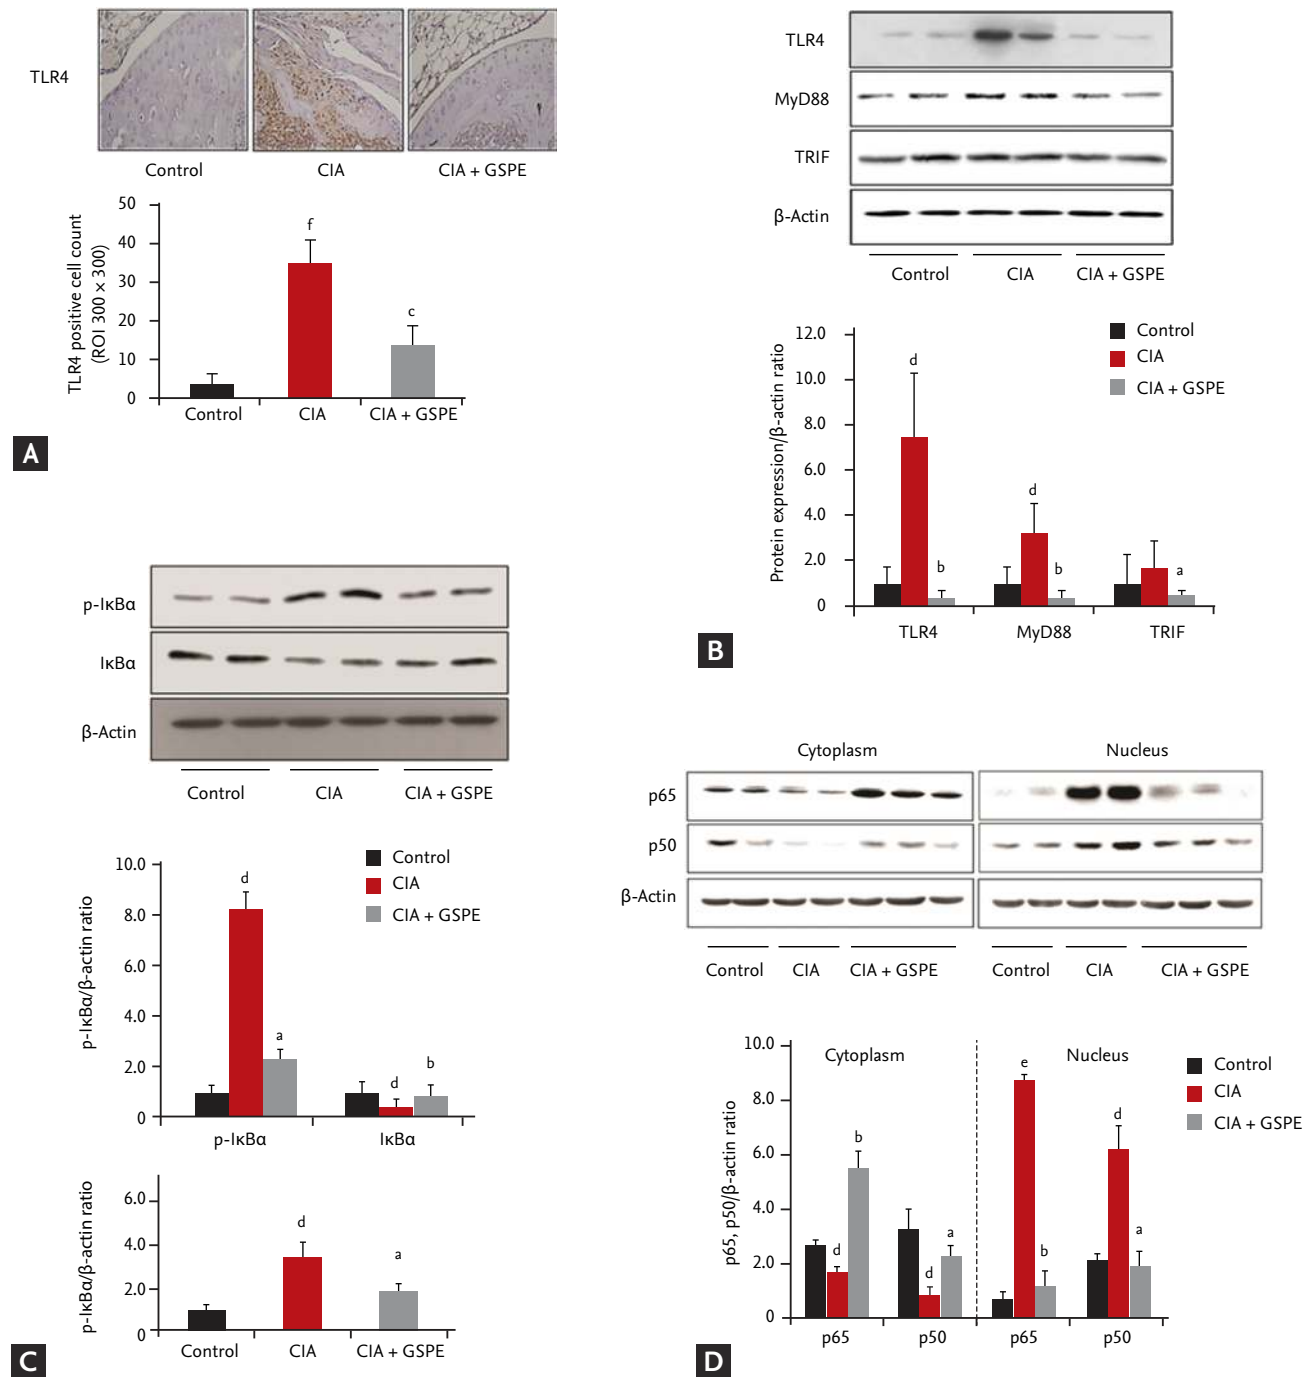 TLR4
Control CIA CIA + GSPE
TLR4 positive cell count
(ROI 300 × 300)
50
40
30
20
10
0
f
c
Control CIA CIA + GSPE
A
TLR4
MyD88
TRIF
β-Actin
Control CIA CIA + GSPE
Control
CIA
CIA + GSPE
Protein expression/β-actin ratio
12.0
10.0
8.0
6.0
4.0
2.0
0
d
b
d
b
a
TLR4 MyD88 TRIF
B
p-IκBα
IκBα
β-Actin
Control CIA CIA + GSPE
Control
CIA
CIA + GSPE
p-IκBα/β-actin ratio
10.0
8.0
6.0
4.0
2.0
0
d
a
d
b
p-IκBα IκBα
p-IκBα/β-actin ratio
6.0
4.0
2.0
0
d
a
Control CIA CIA + GSPE
C
Cytoplasm Nucleus
p65
p50
β-Actin
Control CIA CIA + GSPE Control CIA CIA + GSPE
Cytoplasm Nucleus
Control
CIA
CIA + GSPE
p65, p50/β-actin ratio
10.0
8.0
6.0
4.0
2.0
0
d
b
d
a
e
b
d
a
p65 p50 p65 p50
D